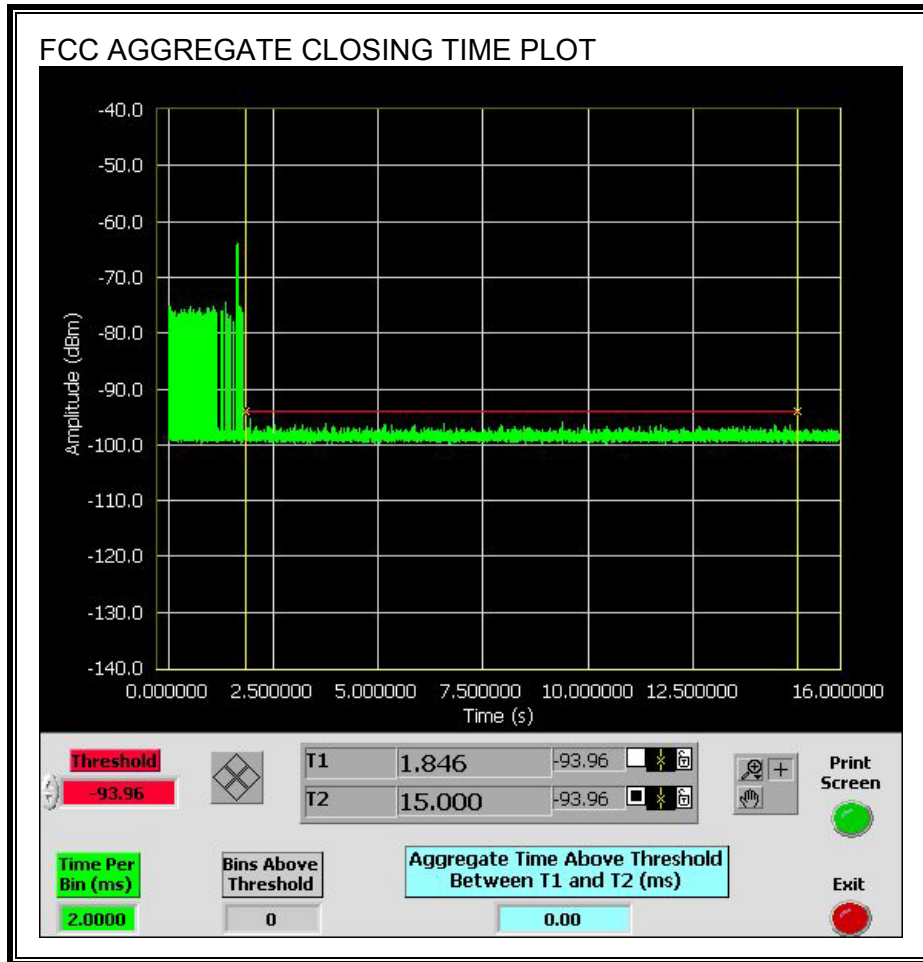 FCC AGGREGATE CLOSING TIME PLOT
-40.0
-50.0
-60.0
-70.0
-80.0
-90.0
-100.0
-110.0
-120.0
-130.0
-140.0
Amplitude (dBm)
0.000000 2.500000 5.000000 7.500000 10.000000 12.500000 16.000000
Time (s)
Threshold
-93.96
T1 1.846 -93.96
T2 15.000 -93.96
Print
Screen
Time Per
Bin (ms)
2.0000
Bins Above
Threshold
0
Aggregate Time Above Threshold
Between T1 and T2 (ms)
0.00
Exit